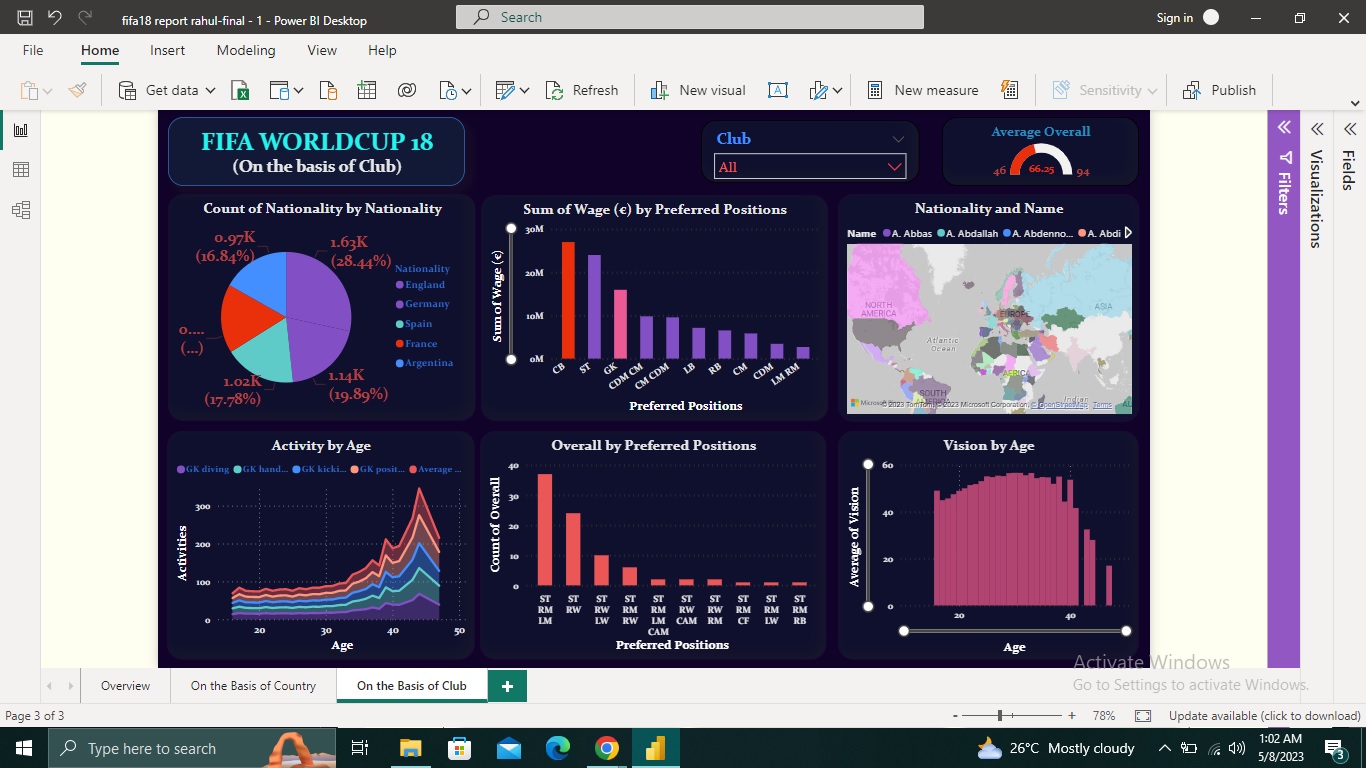 fifa18 report rahul-final - 1 - Power BI Desktop
Search
Sign in
File Home Insert Modeling View Help
Get data Refresh New visual New measure Sensitivity Publish
FIFA WORLDCUP 18
(On the basis of Club)
Club
All
Average Overall
46 66.25 94
Filters
Visualizations
Fields
Count of Nationality by Nationality
0.97K
(16.84%)
1.63K
(28.44%)
0....
(...)
1.02K
(17.78%)
1.14K
(19.89%)
Nationality
England
Germany
Spain
France
Argentina
Sum of Wage (€) by Preferred Positions
Sum of Wage (€)
30M
20M
10M
0M
CB ST GK CDM CM CM CDM LB RB CM CDM LM RM
Preferred Positions
Nationality and Name
Name A. Abbas A. Abdallah A. Abdenno... A. Abdi
NORTH
AMERICA
EUROPE
ASIA
Atlantic
Ocean
AFRICA
SOUTH
AMERICA
Indian
© 2023 TomTom, © 2023 Microsoft Corporation, © OpenStreetMap Terms
Activity by Age
GK diving GK hand... GK kicki... GK posit... Average ...
Activities
300
200
100
0
20 30 40 50
Age
Overall by Preferred Positions
Count of Overall
40
30
20
10
0
ST ST ST ST ST ST ST ST ST ST
RM RW RW RM RM RW RW RM RM RM
LM LW RW LM CAM RM CF LW RB
CAM
Preferred Positions
Vision by Age
Average of Vision
60
40
20
0
20 40
Age
Activate Windows
Go to Settings to activate Windows.
Overview On the Basis of Country On the Basis of Club +
Page 3 of 3
- + 78% Update available (click to download)
Type here to search
26°C Mostly cloudy
1:02 AM
5/8/2023
3